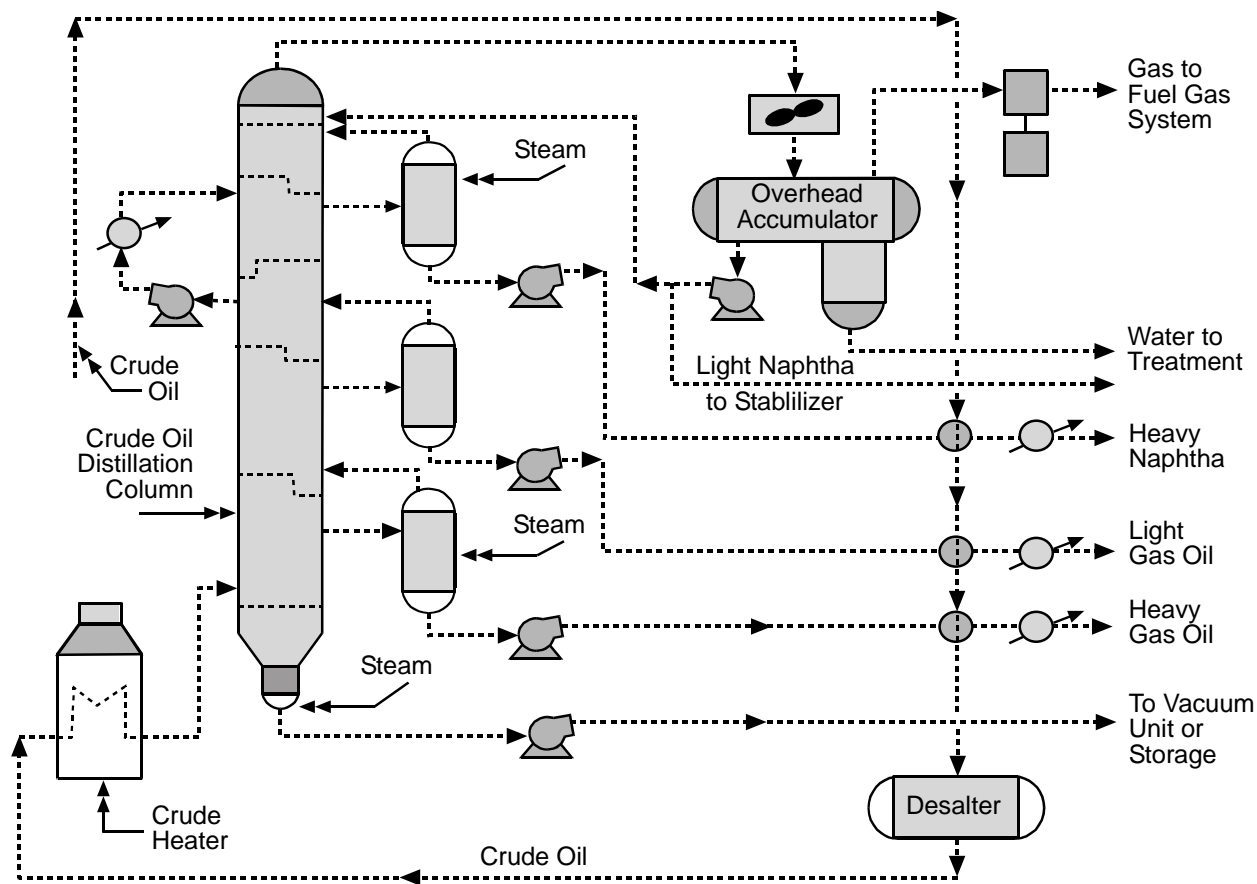 Gas to
Fuel Gas
System
Steam
Overhead
Accumulator
Crude
Oil
Water to
Treatment
Light Naphtha
to Stablilizer
Crude Oil
Distillation
Column
Heavy
Naphtha
Steam
Light
Gas Oil
Heavy
Gas Oil
Steam
To Vacuum
Unit or
Storage
Desalter
Crude
Heater
Crude Oil